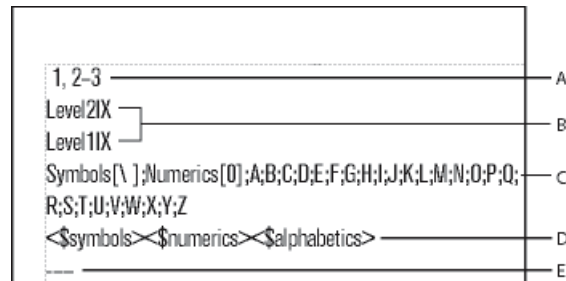 1, 2–3
A
Level2IX
B
Level1IX
Symbols[\ ];Numerics[0];A;B;C;D;E;F;G;H;I;J;K;L;M;N;O;P;Q;
C
R;S;T;U;V;W;X;Y;Z
<$symbols><$numerics><$alphabetics>
D
---
E